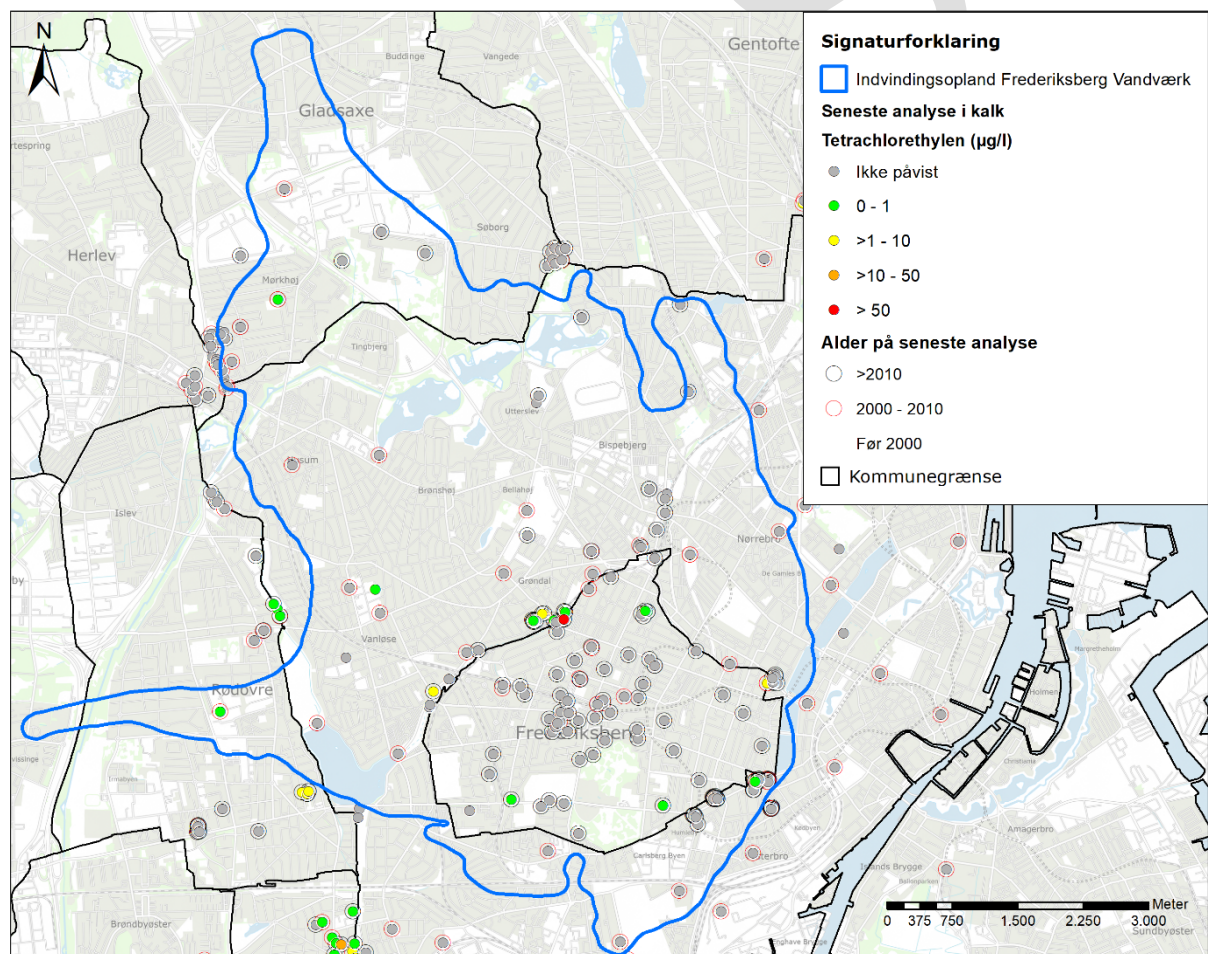 Signaturforklaring
Indvindingsopland Frederiksberg Vandværk
Seneste analyse i kalk
Tetrachlorethylen (µg/l)
Ikke påvist
0 - 1
>1 - 10
>10 - 50
> 50
Alder på seneste analyse
>2010
2000 - 2010
Før 2000
Kommunegrænse
N
Buddinge
Vangede
Gentofte
Gladsaxe
Søborg
Herlev
Mørkhøj
Tingbjerg
Utterslev
Bispebjerg
Husum
Brønshøj
Bellahøj
Islev
Nørrebro
Grøndal
Vanløse
Rødovre
Frederiksberg
Margretheholm
Holmen
Christiania
Amagerbro
Carlsberg Byen
Islands Brygge
Brøndbyøster
Sundbyøster
Meter
0 375 750 1.500 2.250 3.000